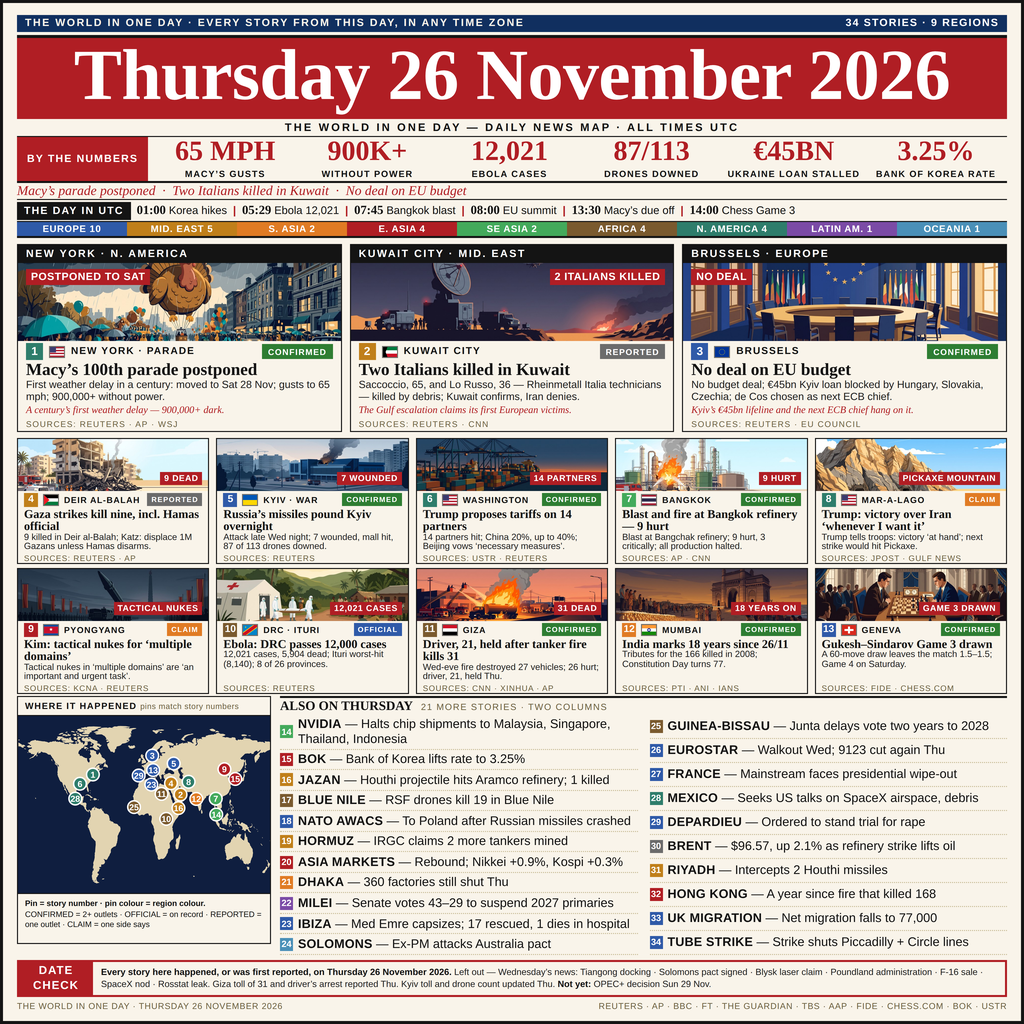 THE WORLD IN ONE DAY · EVERY STORY FROM THIS DAY, IN ANY TIME ZONE
34 STORIES · 9 REGIONS
Thursday 26 November 2026
THE WORLD IN ONE DAY — DAILY NEWS MAP · ALL TIMES UTC
BY THE NUMBERS
65 MPH
MACY'S GUSTS
900K+
WITHOUT POWER
12,021
EBOLA CASES
87/113
DRONES DOWNED
€45BN
UKRAINE LOAN STALLED
3.25%
BANK OF KOREA RATE
Macy's parade postponed · Two Italians killed in Kuwait · No deal on EU budget
THE DAY IN UTC
01:00 Korea hikes | 05:29 Ebola 12,021 | 07:45 Bangkok blast | 08:00 EU summit | 13:30 Macy's due off | 14:00 Chess Game 3
EUROPE 10
MID. EAST 5
S. ASIA 2
E. ASIA 4
SE ASIA 2
AFRICA 4
N. AMERICA 4
LATIN AM. 1
OCEANIA 1
NEW YORK · N. AMERICA
POSTPONED TO SAT
1 NEW YORK · PARADE
CONFIRMED
Macy's 100th parade postponed
First weather delay in a century: moved to Sat 28 Nov; gusts to 65
mph; 900,000+ without power.
A century's first weather delay — 900,000+ dark.
SOURCES: REUTERS · AP · WSJ
KUWAIT CITY · MID. EAST
2 ITALIANS KILLED
2 KUWAIT CITY
REPORTED
Two Italians killed in Kuwait
Saccoccio, 65, and Lo Russo, 36 — Rheinmetall Italia technicians
— killed by debris; Kuwait confirms, Iran denies.
The Gulf escalation claims its first European victims.
SOURCES: REUTERS · CNN
BRUSSELS · EUROPE
NO DEAL
3 BRUSSELS
CONFIRMED
No deal on EU budget
No budget deal; €45bn Kyiv loan blocked by Hungary, Slovakia,
Czechia; de Cos chosen as next ECB chief.
Kyiv's €45bn lifeline and the next ECB chief hang on it.
SOURCES: REUTERS · EU COUNCIL
9 DEAD
4 DEIR AL-BALAH
REPORTED
Gaza strikes kill nine, incl. Hamas
official
9 killed in Deir al-Balah; Katz: displace 1M
Gazans unless Hamas disarms.
SOURCES: REUTERS · AP
7 WOUNDED
5 KYIV · WAR
CONFIRMED
Russia's missiles pound Kyiv
overnight
Attack late Wed night; 7 wounded, mall hit,
87 of 113 drones downed.
SOURCES: REUTERS
14 PARTNERS
6 WASHINGTON
CONFIRMED
Trump proposes tariffs on 14
partners
14 partners hit; China 20%, up to 40%;
Beijing vows 'necessary measures'.
SOURCES: USTR · REUTERS
9 HURT
7 BANGKOK
CONFIRMED
Blast and fire at Bangkok refinery
— 9 hurt
Blast at Bangchak refinery; 9 hurt, 3
critically; all production halted.
SOURCES: AP · CNN
PICKAXE MOUNTAIN
8 MAR-A-LAGO
CLAIM
Trump: victory over Iran
'whenever I want it'
Trump tells troops: victory 'at hand'; next
strike would hit Pickaxe.
SOURCES: JPOST · GULF NEWS
TACTICAL NUKES
9 PYONGYANG
CLAIM
Kim: tactical nukes for 'multiple
domains'
Tactical nukes in 'multiple domains' are 'an
important and urgent task'.
SOURCES: KCNA · REUTERS
12,021 CASES
10 DRC · ITURI
OFFICIAL
Ebola: DRC passes 12,000 cases
12,021 cases, 5,904 dead; Ituri worst-hit
(8,140); 8 of 26 provinces.
SOURCES: REUTERS
31 DEAD
11 GIZA
CONFIRMED
Driver, 21, held after tanker fire
kills 31
Wed-eve fire destroyed 27 vehicles; 26 hurt;
driver, 21, held Thu.
SOURCES: CNN · XINHUA · AP
18 YEARS ON
12 MUMBAI
CONFIRMED
India marks 18 years since 26/11
Tributes for the 166 killed in 2008;
Constitution Day turns 77.
SOURCES: PTI · ANI · IANS
GAME 3 DRAWN
13 GENEVA
CONFIRMED
Gukesh–Sindarov Game 3 drawn
A 60-move draw leaves the match 1.5–1.5;
Game 4 on Saturday.
SOURCES: FIDE · CHESS.COM
WHERE IT HAPPENED pins match story numbers
3
5
13
29
23
1
6
28
9
15
4
8
11
2
12
7
25
16
10
14
Pin = story number · pin colour = region colour.
CONFIRMED = 2+ outlets · OFFICIAL = on record · REPORTED =
one outlet · CLAIM = one side says
ALSO ON THURSDAY 21 MORE STORIES · TWO COLUMNS
14 NVIDIA — Halts chip shipments to Malaysia, Singapore,
Thailand, Indonesia
15 BOK — Bank of Korea lifts rate to 3.25%
16 JAZAN — Houthi projectile hits Aramco refinery; 1 killed
17 BLUE NILE — RSF drones kill 19 in Blue Nile
18 NATO AWACS — To Poland after Russian missiles crashed
19 HORMUZ — IRGC claims 2 more tankers mined
20 ASIA MARKETS — Rebound; Nikkei +0.9%, Kospi +0.3%
21 DHAKA — 360 factories still shut Thu
22 MILEI — Senate votes 43–29 to suspend 2027 primaries
23 IBIZA — Med Emre capsizes; 17 rescued, 1 dies in hospital
24 SOLOMONS — Ex-PM attacks Australia pact
25 GUINEA-BISSAU — Junta delays vote two years to 2028
26 EUROSTAR — Walkout Wed; 9123 cut again Thu
27 FRANCE — Mainstream faces presidential wipe-out
28 MEXICO — Seeks US talks on SpaceX airspace, debris
29 DEPARDIEU — Ordered to stand trial for rape
30 BRENT — $96.57, up 2.1% as refinery strike lifts oil
31 RIYADH — Intercepts 2 Houthi missiles
32 HONG KONG — A year since fire that killed 168
33 UK MIGRATION — Net migration falls to 77,000
34 TUBE STRIKE — Strike shuts Piccadilly + Circle lines
DATE
CHECK
Every story here happened, or was first reported, on Thursday 26 November 2026. Left out — Wednesday's news: Tiangong docking · Solomons pact signed · Blysk laser claim · Poundland administration · F-16 sale ·
SpaceX nod · Rosstat leak. Giza toll of 31 and driver's arrest reported Thu. Kyiv toll and drone count updated Thu. Not yet: OPEC+ decision Sun 29 Nov.
THE WORLD IN ONE DAY · THURSDAY 26 NOVEMBER 2026
REUTERS · AP · BBC · FT · THE GUARDIAN · TBS · AAP · FIDE · CHESS.COM · BOK · USTR